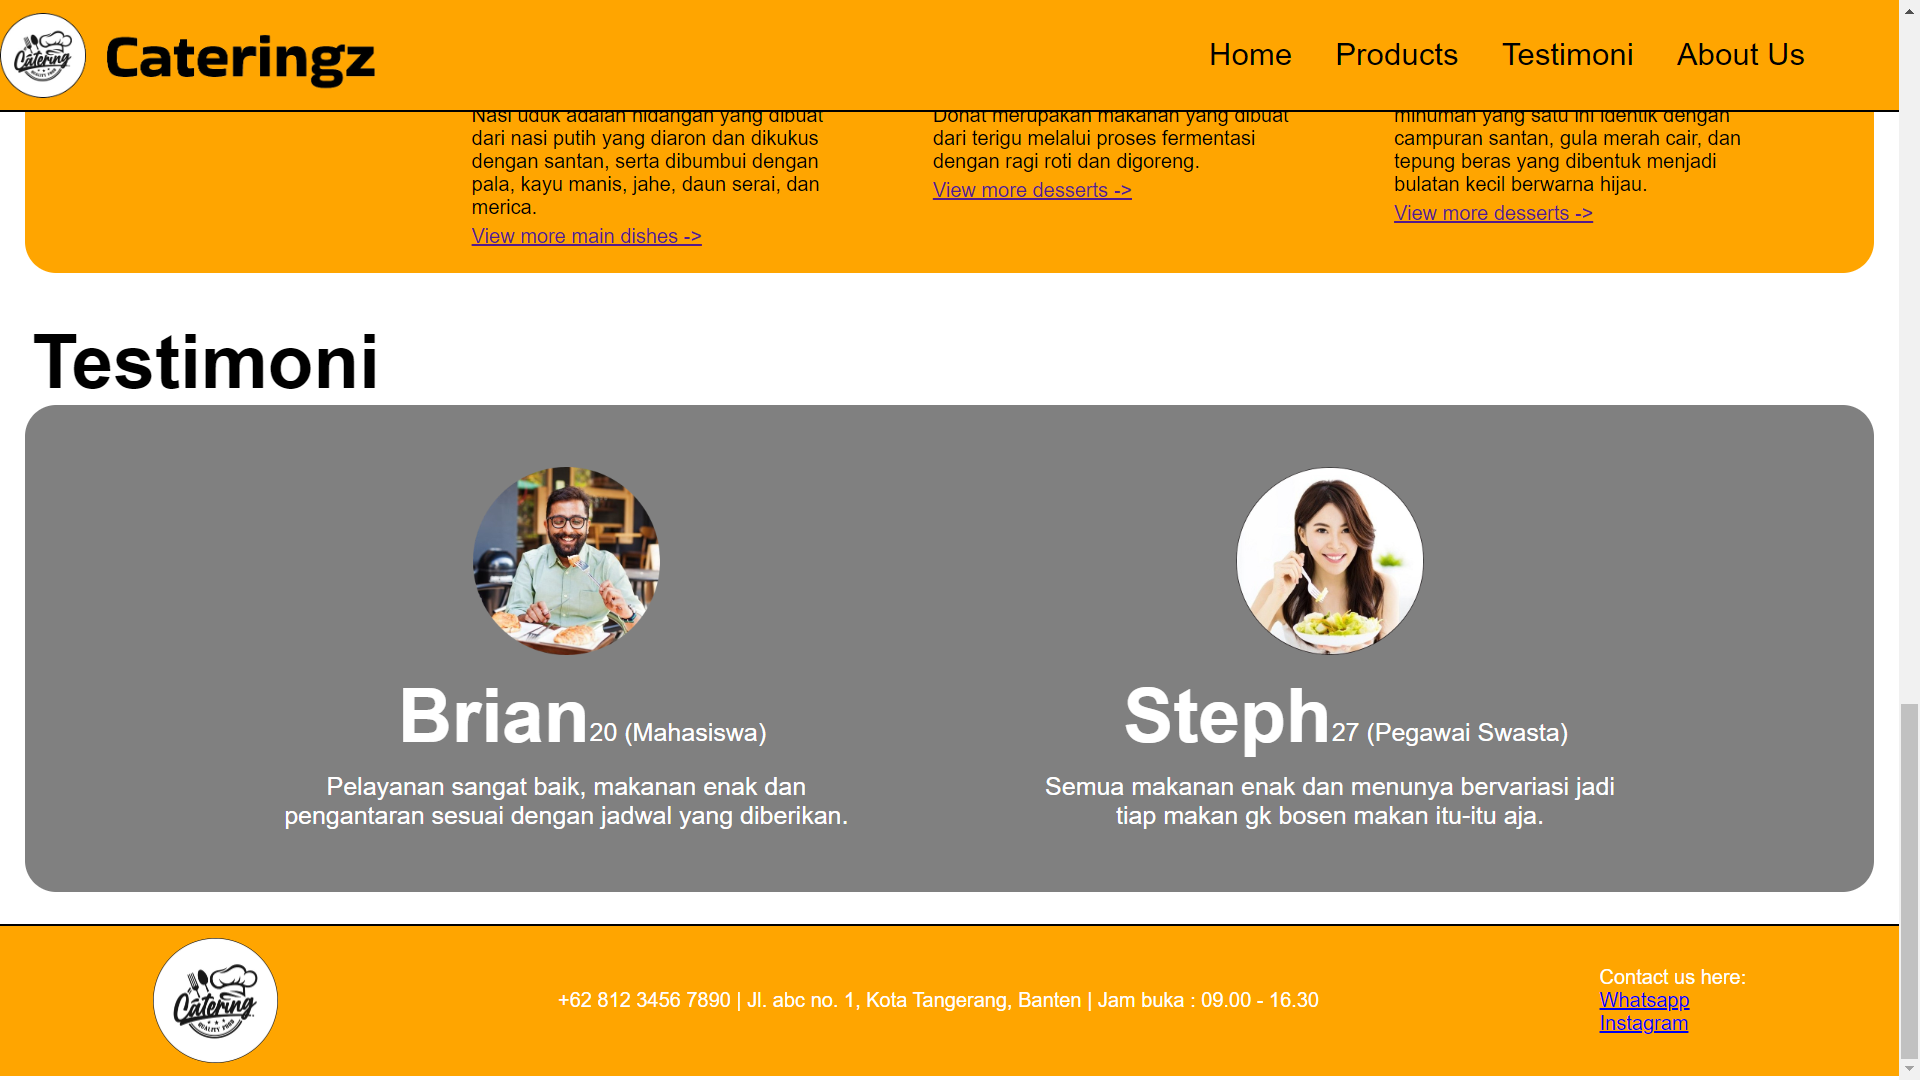 Catering
QUALITY FOOD
Cateringz
Home
Products
Testimoni
About Us
Nasi uduk adalah hidangan yang dibuat
dari nasi putih yang diaron dan dikukus
dengan santan, serta dibumbui dengan
pala, kayu manis, jahe, daun serai, dan
merica.
View more main dishes ->
Donat merupakan makanan yang dibuat
dari terigu melalui proses fermentasi
dengan ragi roti dan digoreng.
View more desserts ->
minuman yang satu ini identik dengan
campuran santan, gula merah cair, dan
tepung beras yang dibentuk menjadi
bulatan kecil berwarna hijau.
View more desserts ->
Testimoni
Brian 20 (Mahasiswa)
Pelayanan sangat baik, makanan enak dan
pengantaran sesuai dengan jadwal yang diberikan.
Steph 27 (Pegawai Swasta)
Semua makanan enak dan menunya bervariasi jadi
tiap makan gk bosen makan itu-itu aja.
Catering
QUALITY FOOD
+62 812 3456 7890 | Jl. abc no. 1, Kota Tangerang, Banten | Jam buka : 09.00 - 16.30
Contact us here:
Whatsapp
Instagram